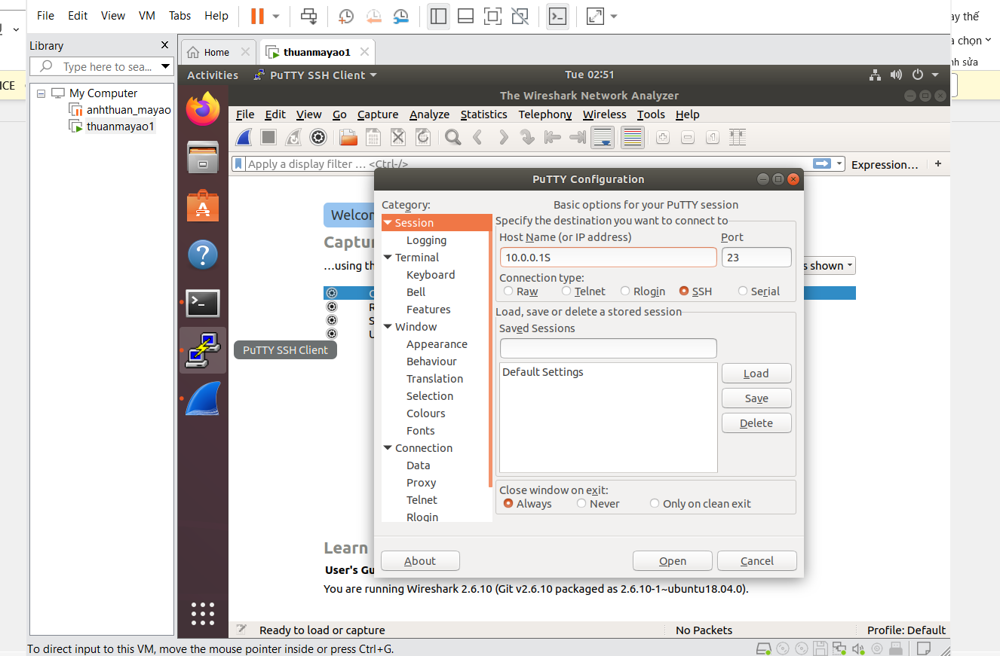 File Edit View VM Tabs Help
ay thế
Library
Home
thuanmayao1
a chọn
Type here to sea...
nh sửa
Activities
PuTTY SSH Client
Tue 02:51
ICE
My Computer
The Wireshark Network Analyzer
anhthuan_mayao
File Edit View Go Capture Analyze Statistics Telephony Wireless Tools Help
thuanmayao1
Apply a display filter … <Ctrl-/>
Expression…
+
PuTTY Configuration
Category:
Basic options for your PuTTY session
Welcon
Session
Specify the destination you want to connect to
Logging
Host Name (or IP address)
Port
Captu
Terminal
10.0.0.1S
23
...using th
s shown
Keyboard
Connection type:
Bell
Raw Telnet Rlogin SSH Serial
Features
Load, save or delete a stored session
Window
Saved Sessions
Appearance
PuTTY SSH Client
Behaviour
Default Settings
Load
Translation
Selection
Save
Colours
Delete
Fonts
Connection
Data
Proxy
Close window on exit:
Telnet
Always Never Only on clean exit
Rlogin
Learn
About
Open
Cancel
User's Gu
You are running Wireshark 2.6.10 (Git v2.6.10 packaged as 2.6.10-1~ubuntu18.04.0).
Ready to load or capture
No Packets
Profile: Default
To direct input to this VM, move the mouse pointer inside or press Ctrl+G.